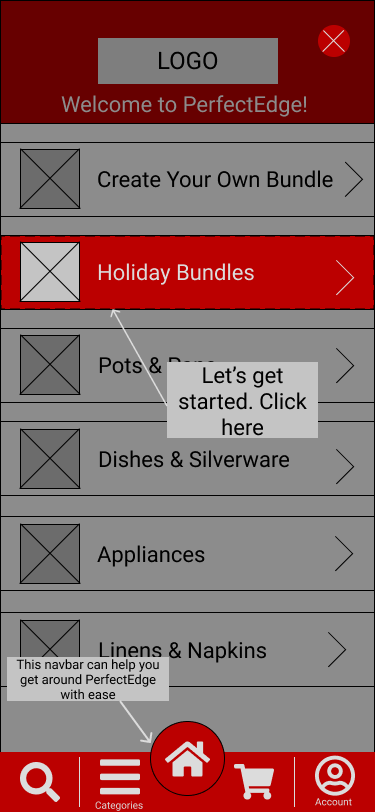 LOGO
Welcome to PerfectEdge!
Create Your Own Bundle
Holiday Bundles
Pots &
Let's get
started. Click
here
Dishes & Silverware
Appliances
Linens & Napkins
This navbar can help you
get around PerfectEdge
with ease
Categories
Account